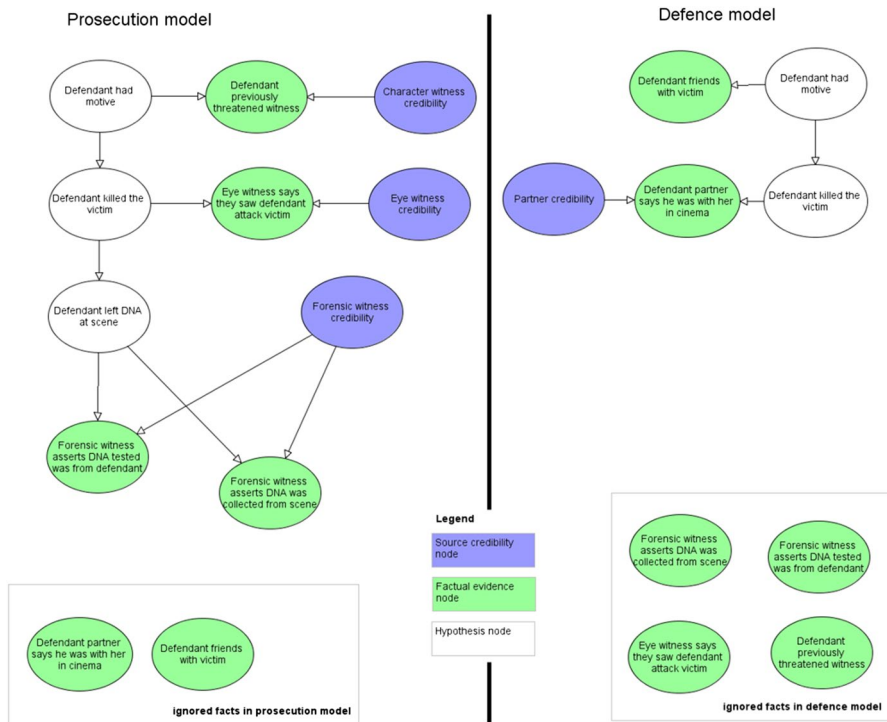 Prosecution model
Defendant had
motive
Defendant
previously
threatened witness
Character witness
credibility
Defendant killed the
victim
Eye witness says
they saw defendant
attack victim
Eye witness
credibility
Defendant left DNA
at scene
Forensic witness
credibility
Forensic witness
asserts DNA tested
was from defendant
Forensic witness
asserts DNA was
collected from scene
Defendant partner
says he was with her
in cinema
Defendant friends
with victim
ignored facts in prosecution model
Legend
Source credibility
node
Factual evidence
node
Hypothesis node
Defence model
Defendant friends
with victim
Defendant had
motive
Partner credibility
Defendant partner
says he was with her
in cinema
Defendant killed the
victim
Forensic witness
asserts DNA was
collected from scene
Forensic witness
asserts DNA tested
was from defendant
Eye witness says
they saw defendant
attack victim
Defendant
previously
threatened witness
ignored facts in defence model